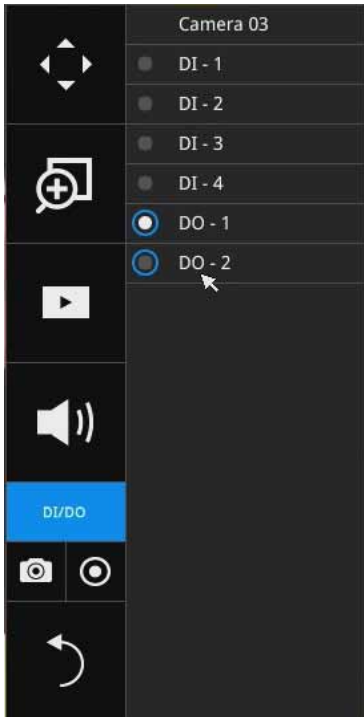 Camera 03
DI - 1
DI - 2
DI - 3
DI - 4
DO - 1
DO - 2
DI/DO